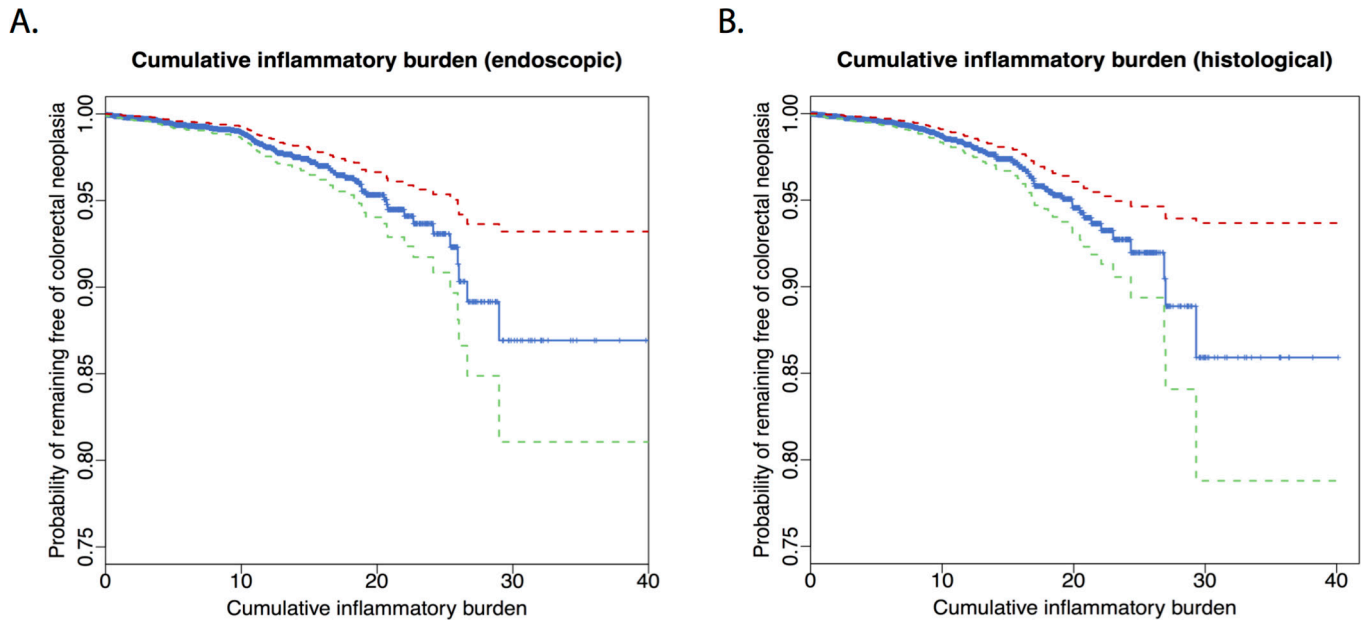 A.
Cumulative inflammatory burden (endoscopic)
Probability of remaining free of colorectal neoplasia
1.00
0.95
0.90
0.85
0.80
0.75
0
10
20
30
40
Cumulative inflammatory burden
B.
Cumulative inflammatory burden (histological)
Probability of remaining free of colorectal neoplasia
1.00
0.95
0.90
0.85
0.80
0.75
0
10
20
30
40
Cumulative inflammatory burden